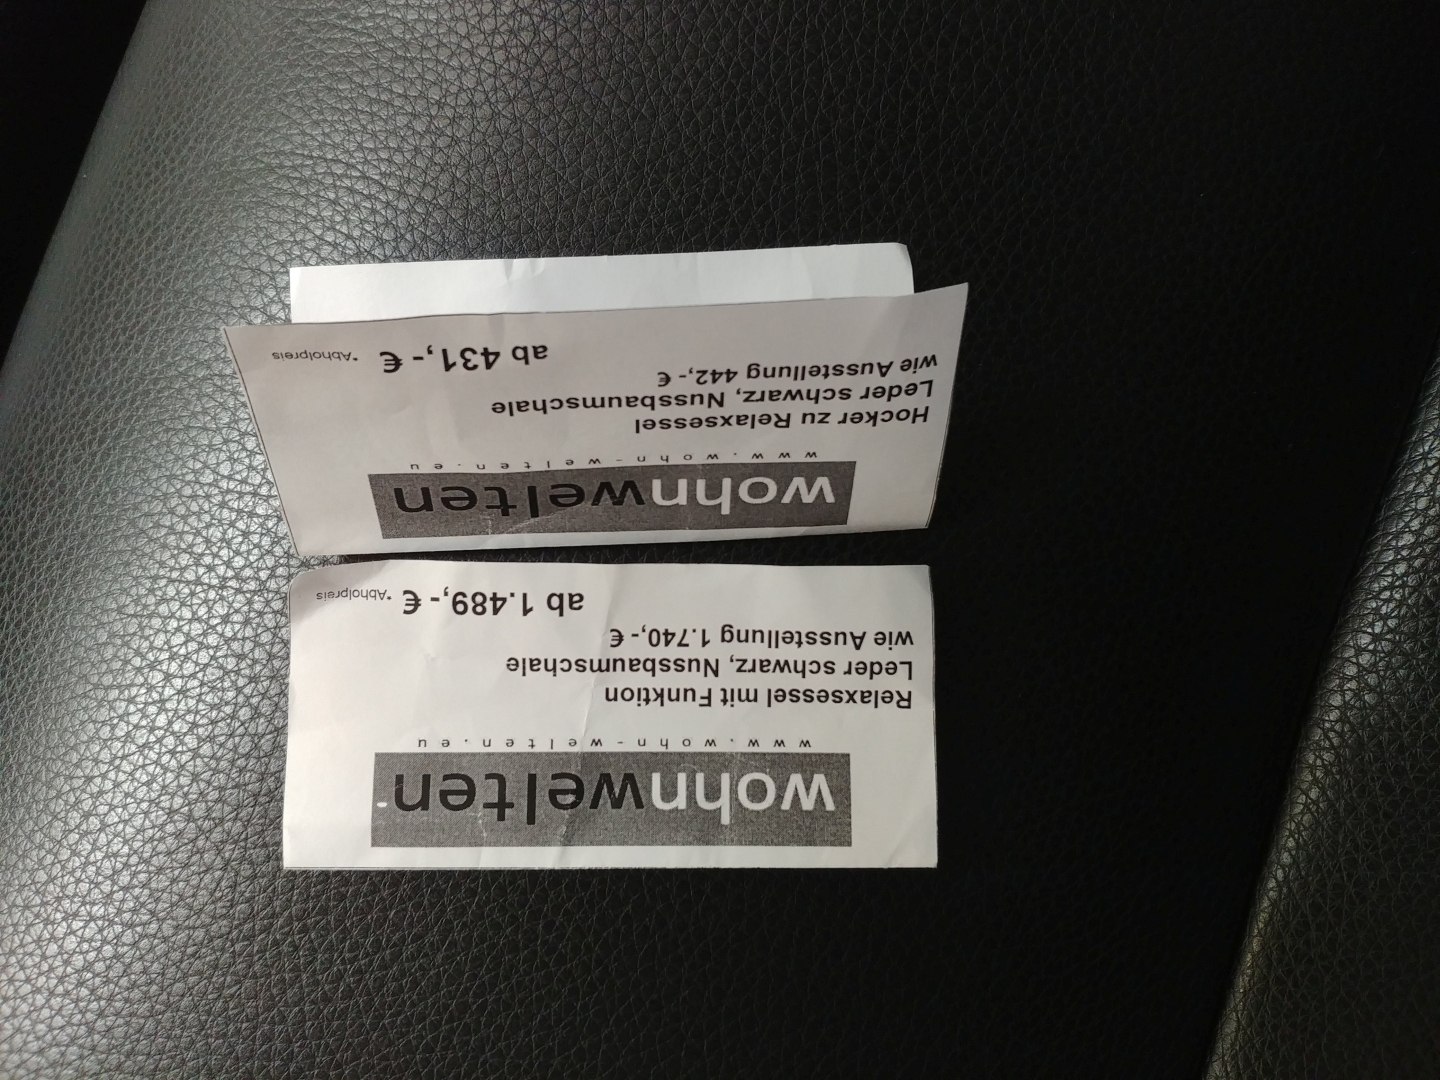 wohnwelten
www.wohn-welten.eu
Relaxsessel mit Funktion
Leder schwarz, Nussbaumschale
wie Ausstellung 1.740,- €
ab 1.489,- € *Abholpreis
wohnwelten
www.wohn-welten.eu
Hocker zu Relaxsessel
Leder schwarz, Nussbaumschale
wie Ausstellung 442,- €
ab 431,- € *Abholpreis